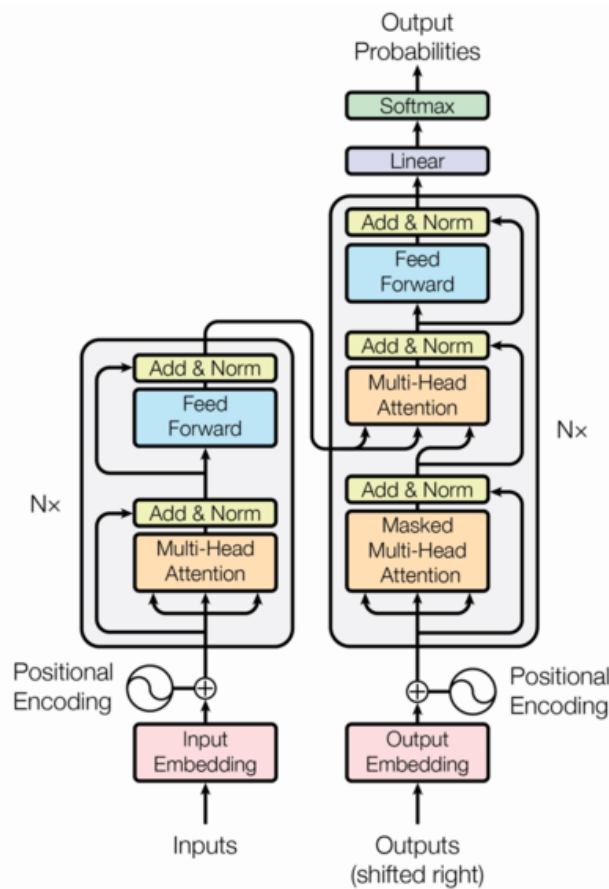 Output
Probabilities
Softmax
Linear
Add & Norm
Feed
Forward
Add & Norm
Multi-Head
Attention
Add & Norm
Masked
Multi-Head
Attention
N×
Add & Norm
Feed
Forward
Add & Norm
Multi-Head
Attention
N×
Positional
Encoding
Input
Embedding
Inputs
Positional
Encoding
Output
Embedding
Outputs
(shifted right)